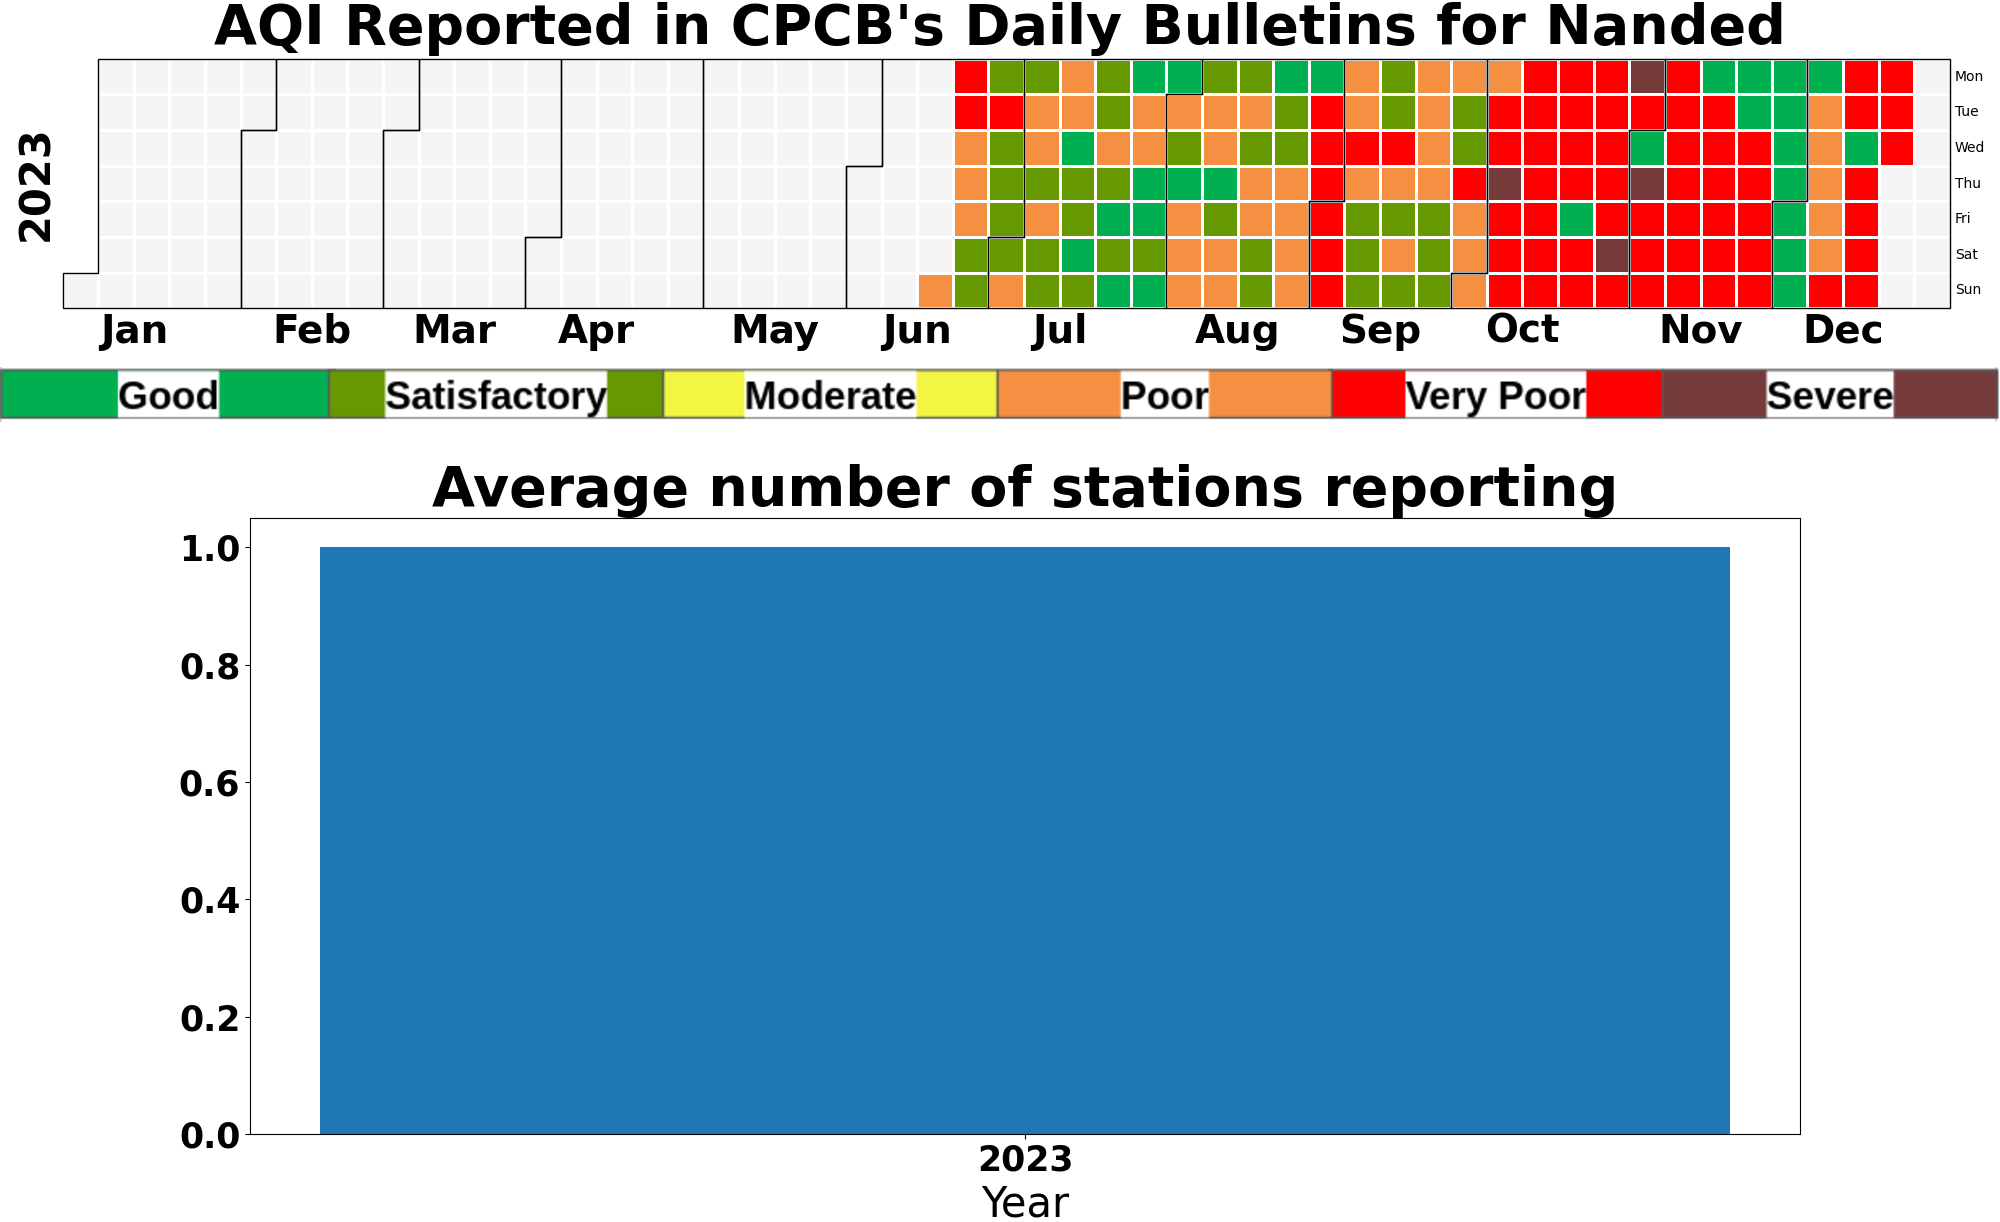 AQI Reported in CPCB's Daily Bulletins for Nanded
2023
Mon
Tue
Wed
Thu
Fri
Sat
Sun
Jan Feb Mar Apr May Jun Jul Aug Sep Oct Nov Dec
Good Satisfactory Moderate Poor Very Poor Severe
Average number of stations reporting
1.0
0.8
0.6
0.4
0.2
0.0
2023
Year